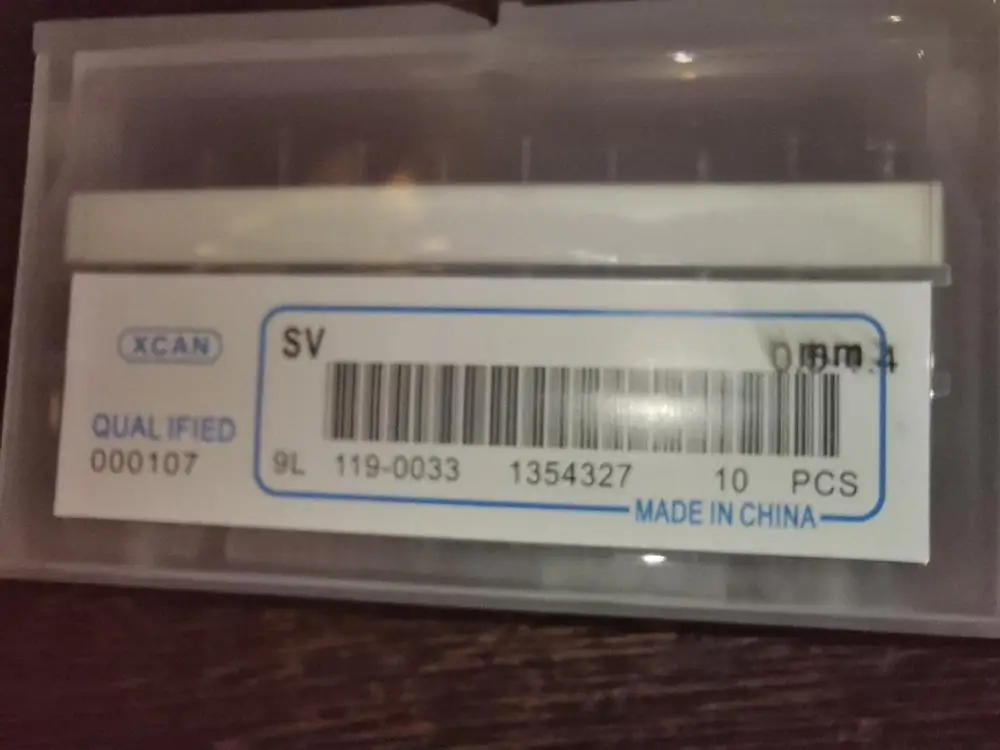 XCAN
SV
QUALIFIED
000107
9L 119-0033 1354327 10 PCS
MADE IN CHINA